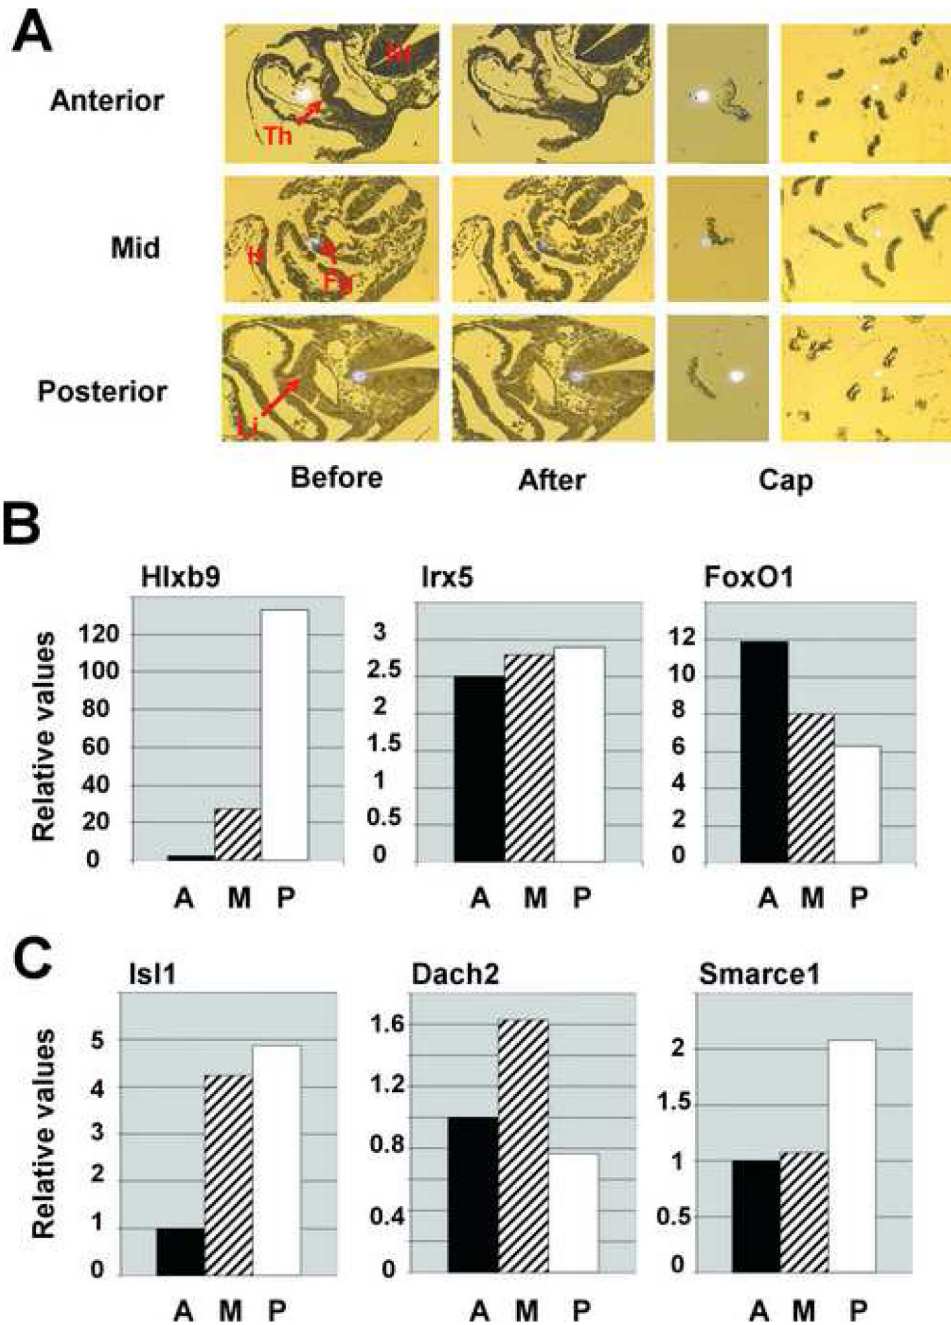 A
Anterior
Th
Mid
H
Fg
Posterior
Li
Before After Cap
B
Hlxb9 Irx5 FoxO1
Relative values
120
100
80
60
40
20
0
3
2.5
2
1.5
1
0.5
0
12
10
8
6
4
2
0
A M P A M P A M P
C
Isl1 Dach2 Smarce1
Relative values
5
4
3
2
1
0
1.6
1.2
0.8
0.4
0
2
1.5
1
0.5
0
A M P A M P A M P